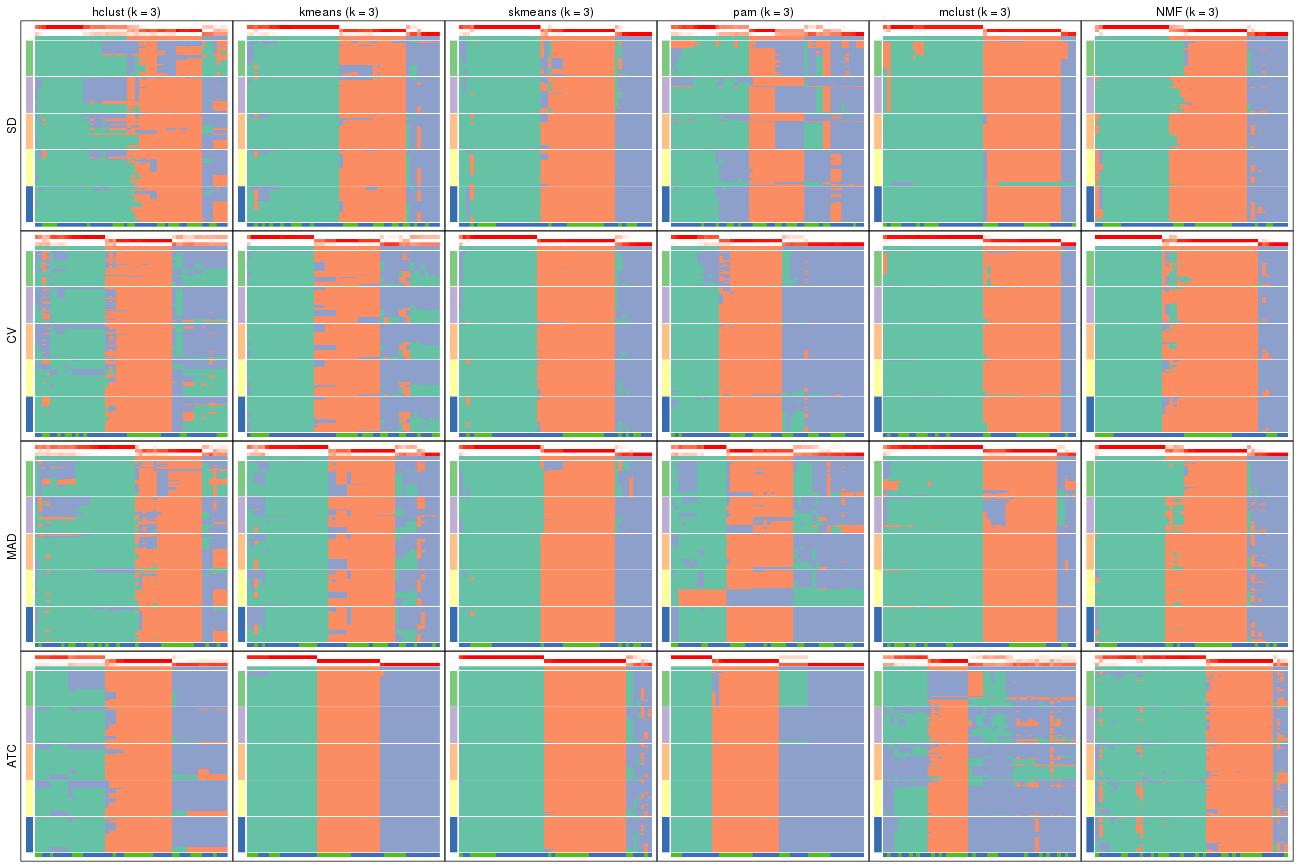 hclust (k = 3) kmeans (k = 3) skmeans (k = 3) pam (k = 3) mclust (k = 3) NMF (k = 3)
SD
CV
MAD
ATC